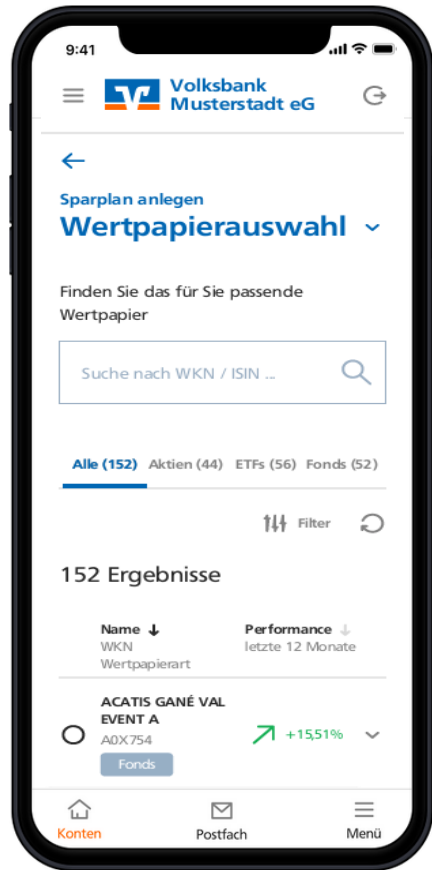 9:41
Volksbank
Musterstadt eG
Sparplan anlegen
Wertpapierauswahl
Finden Sie das für Sie passende
Wertpapier
Suche nach WKN / ISIN ...
Alle (152) Aktien (44) ETFs (56) Fonds (52)
Filter
152 Ergebnisse
Name Performance
WKN letzte 12 Monate
Wertpapierart
ACATIS GANÉ VAL
EVENT A
A0X754 +15,51%
Fonds
Konten Postfach Menü